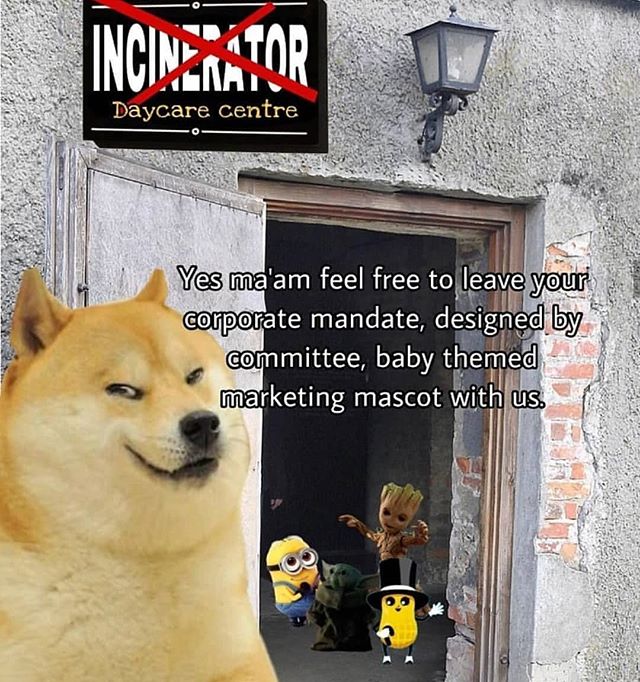 INCINERATOR
Daycare centre
Yes ma'am feel free to leave your
corporate mandate, designed by
committee, baby themed
marketing mascot with us.